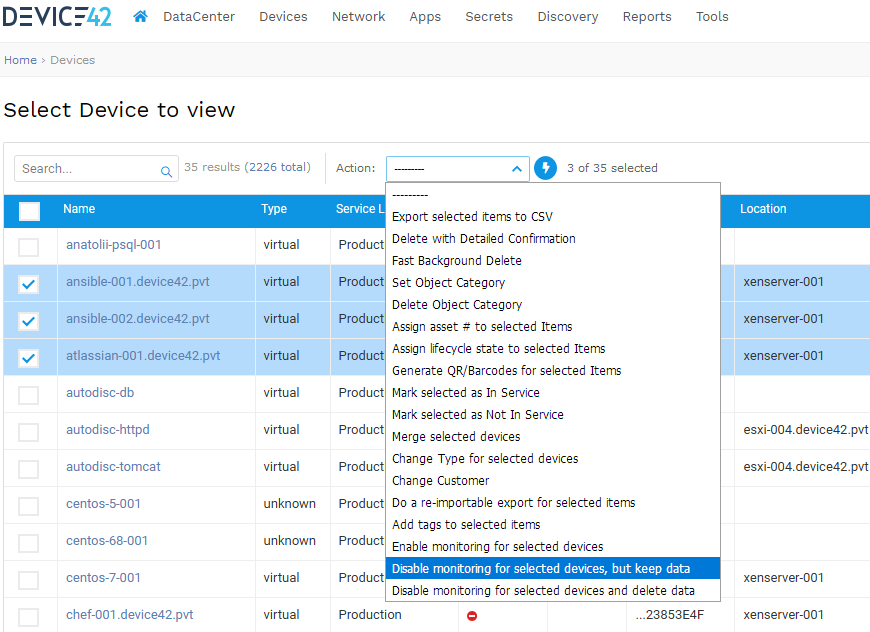 DEVICE42 DataCenter Devices Network Apps Secrets Discovery Reports Tools
Home › Devices
Select Device to view
Search... 35 results (2226 total) Action: --------- 3 of 35 selected
---------
Name Type Service L Location
Export selected items to CSV
Delete with Detailed Confirmation
Fast Background Delete
Set Object Category
Delete Object Category
Assign asset # to selected Items
Assign lifecycle state to selected Items
Generate QR/Barcodes for selected Items
Mark selected as In Service
Mark selected as Not In Service
Merge selected devices
Change Type for selected devices
Change Customer
Do a re-importable export for selected items
Add tags to selected items
Enable monitoring for selected devices
Disable monitoring for selected devices, but keep data
Disable monitoring for selected devices and delete data
anatolii-psql-001 virtual Product
ansible-001.device42.pvt virtual Product xenserver-001
ansible-002.device42.pvt virtual Product xenserver-001
atlassian-001.device42.pvt virtual Product xenserver-001
autodisc-db virtual Product
autodisc-httpd virtual Product esxi-004.device42.pvt
autodisc-tomcat virtual Product esxi-004.device42.pvt
centos-5-001 unknown Product
centos-68-001 unknown Product
centos-7-001 virtual Product xenserver-001
chef-001.device42.pvt virtual Production ...23853E4F xenserver-001